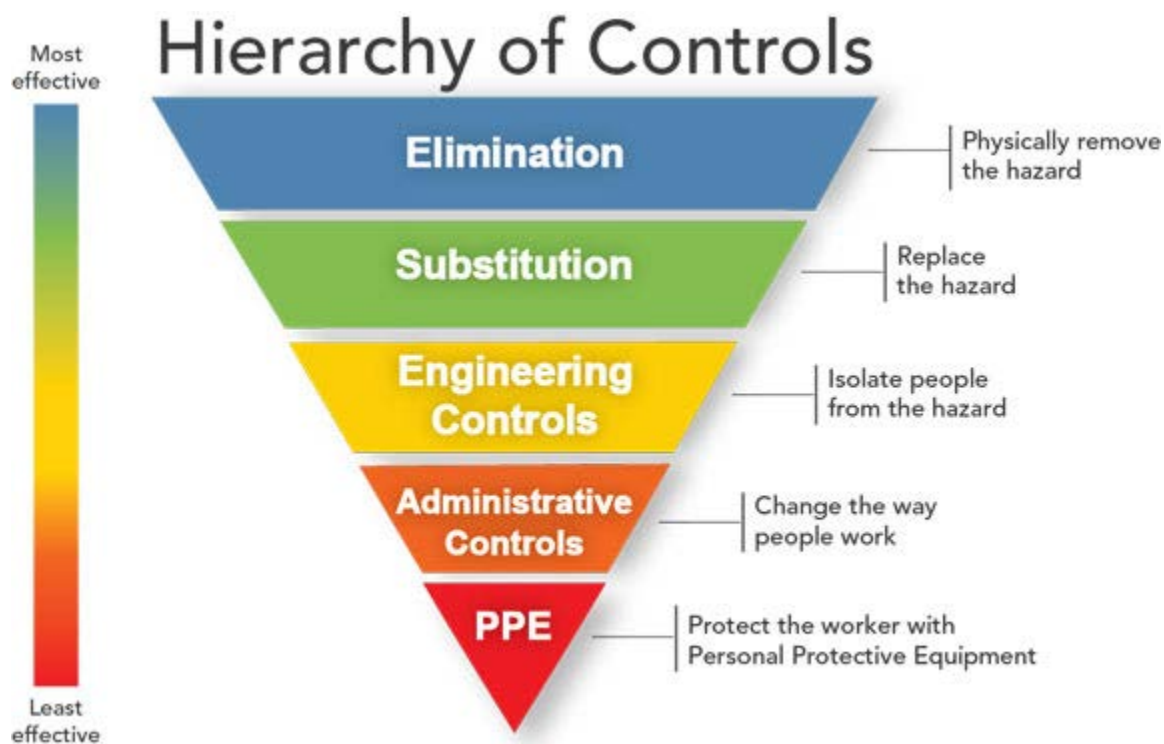 Hierarchy of Controls
Most
effective
Elimination
Physically remove
the hazard
Substitution
Replace
the hazard
Engineering
Controls
Isolate people
from the hazard
Administrative
Controls
Change the way
people work
PPE
Protect the worker with
Personal Protective Equipment
Least
effective